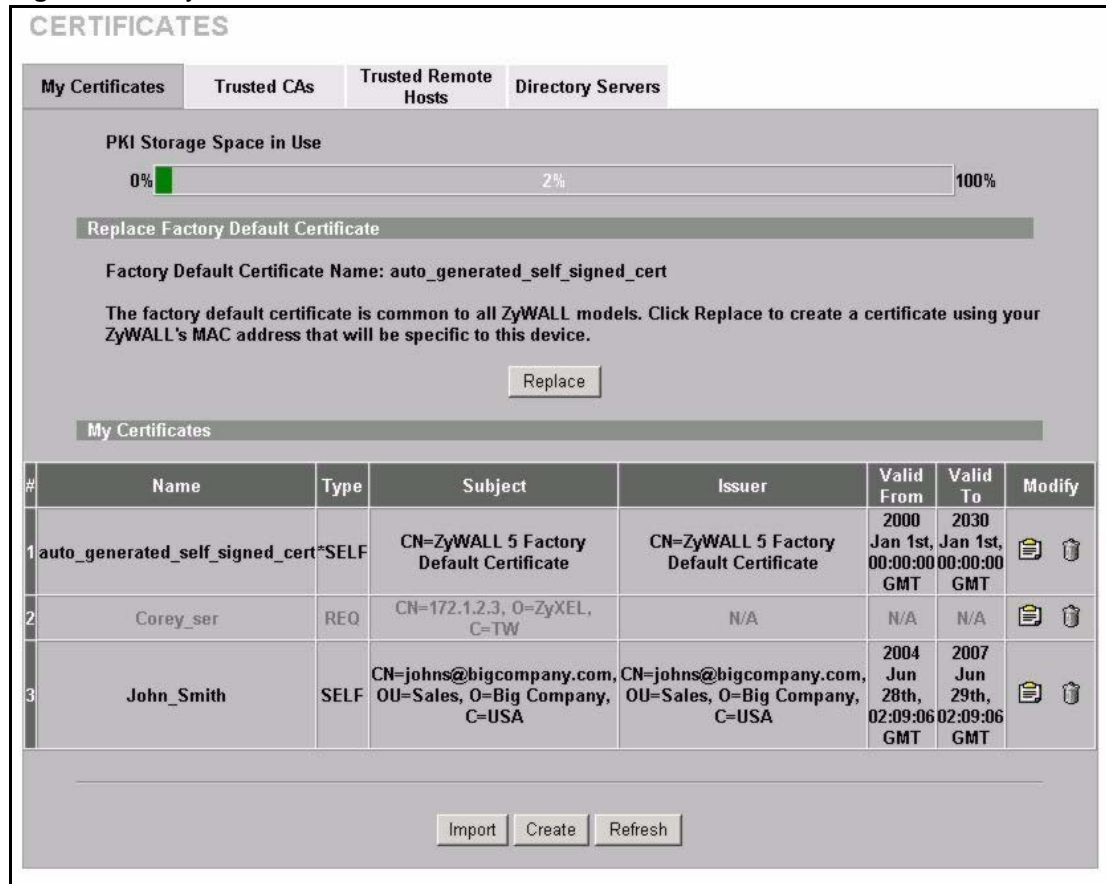 CERTIFICATES
My Certificates
Trusted CAs
Trusted Remote
Hosts
Directory Servers
PKI Storage Space in Use
0%
2%
100%
Replace Factory Default Certificate
Factory Default Certificate Name: auto_generated_self_signed_cert
The factory default certificate is common to all ZyWALL models. Click Replace to create a certificate using your
ZyWALL's MAC address that will be specific to this device.
Replace
My Certificates
#
Name
Type
Subject
Issuer
Valid
From
Valid
To
Modify
1
auto_generated_self_signed_cert
*SELF
CN=ZyWALL 5 Factory
Default Certificate
CN=ZyWALL 5 Factory
Default Certificate
2000
Jan 1st,
00:00:00
GMT
2030
Jan 1st,
00:00:00
GMT
2
Corey_ser
REQ
CN=172.1.2.3, O=ZyXEL,
C=TW
N/A
N/A
N/A
3
John_Smith
SELF
CN=johns@bigcompany.com,
OU=Sales, O=Big Company,
C=USA
CN=johns@bigcompany.com,
OU=Sales, O=Big Company,
C=USA
2004
Jun
28th,
02:09:06
GMT
2007
Jun
29th,
02:09:06
GMT
Import
Create
Refresh